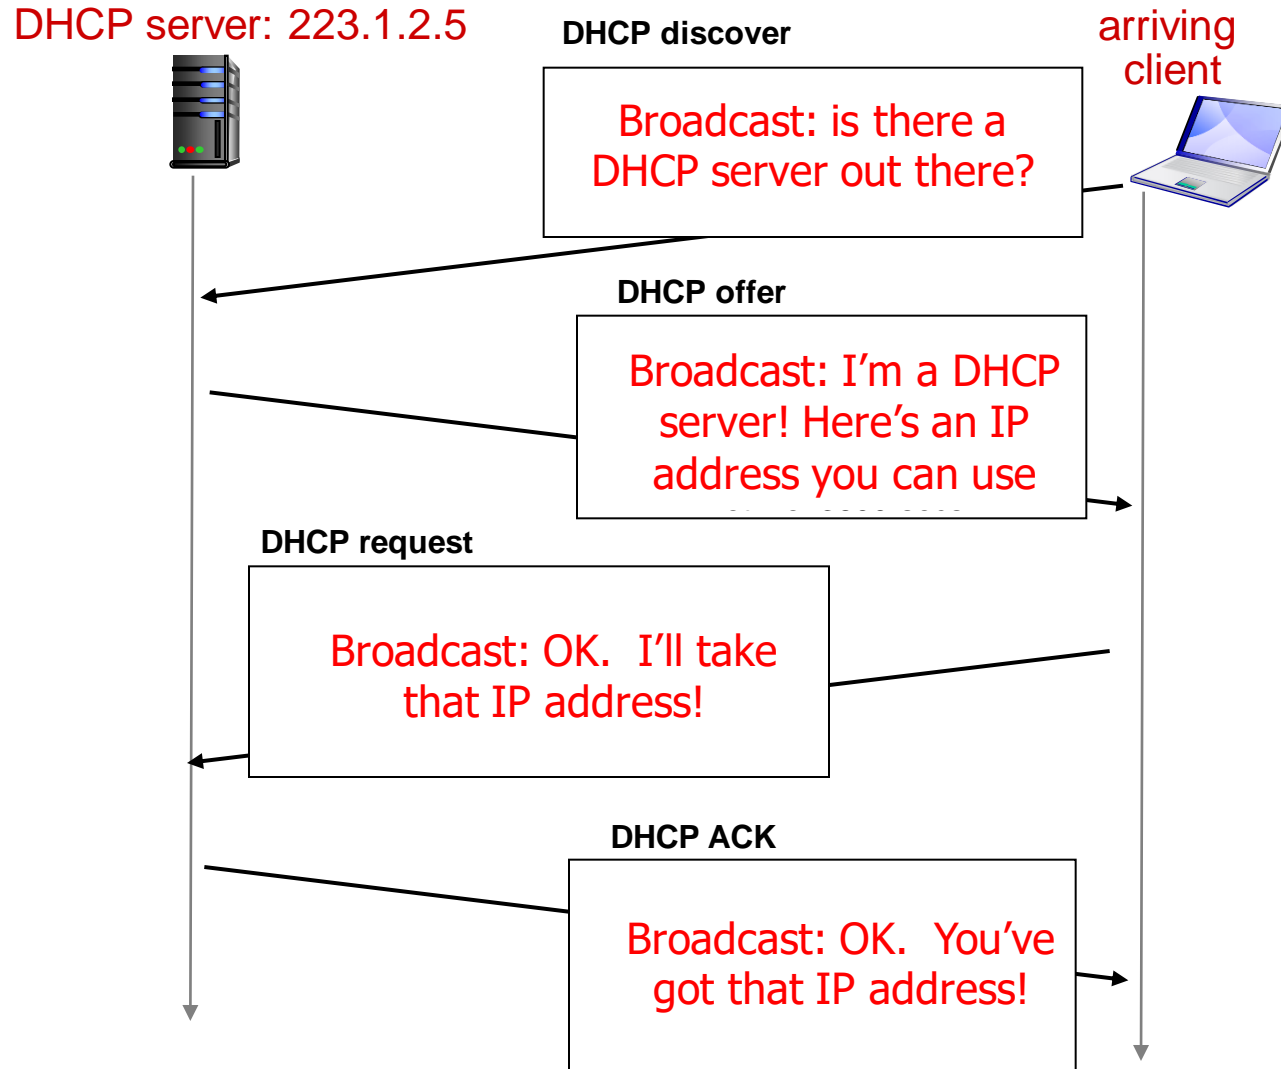 DHCP server: 223.1.2.5
DHCP discover
arriving
client
Broadcast: is there a
DHCP server out there?
DHCP offer
Broadcast: I’m a DHCP
server! Here’s an IP
address you can use
DHCP request
Broadcast: OK.  I’ll take
that IP address!
DHCP ACK
Broadcast: OK.  You’ve
got that IP address!